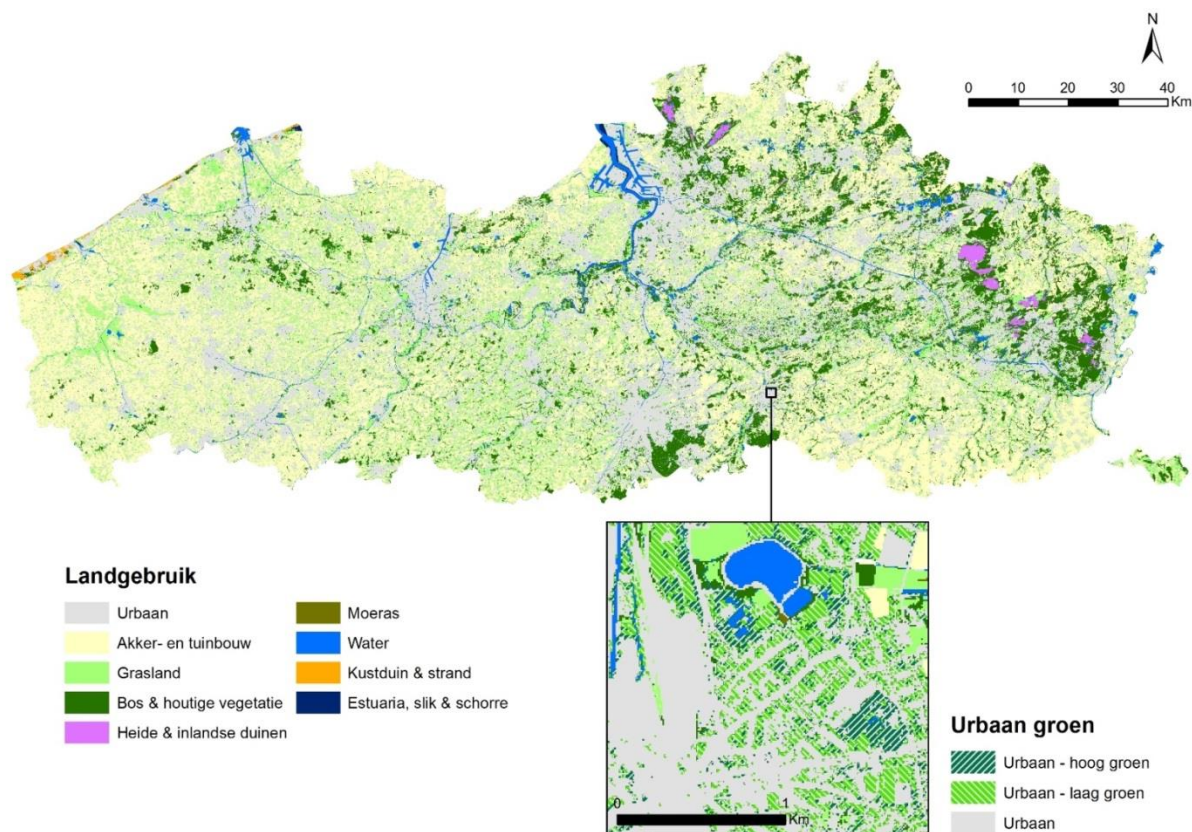 N
0 10 20 30 40
Km
Landgebruik
Urbaan
Akker- en tuinbouw
Grasland
Bos & houtige vegetatie
Heide & inlandse duinen
Moeras
Water
Kustduin & strand
Estuaria, slik & schorre
0 1
Km
Urbaan groen
Urbaan - hoog groen
Urbaan - laag groen
Urbaan